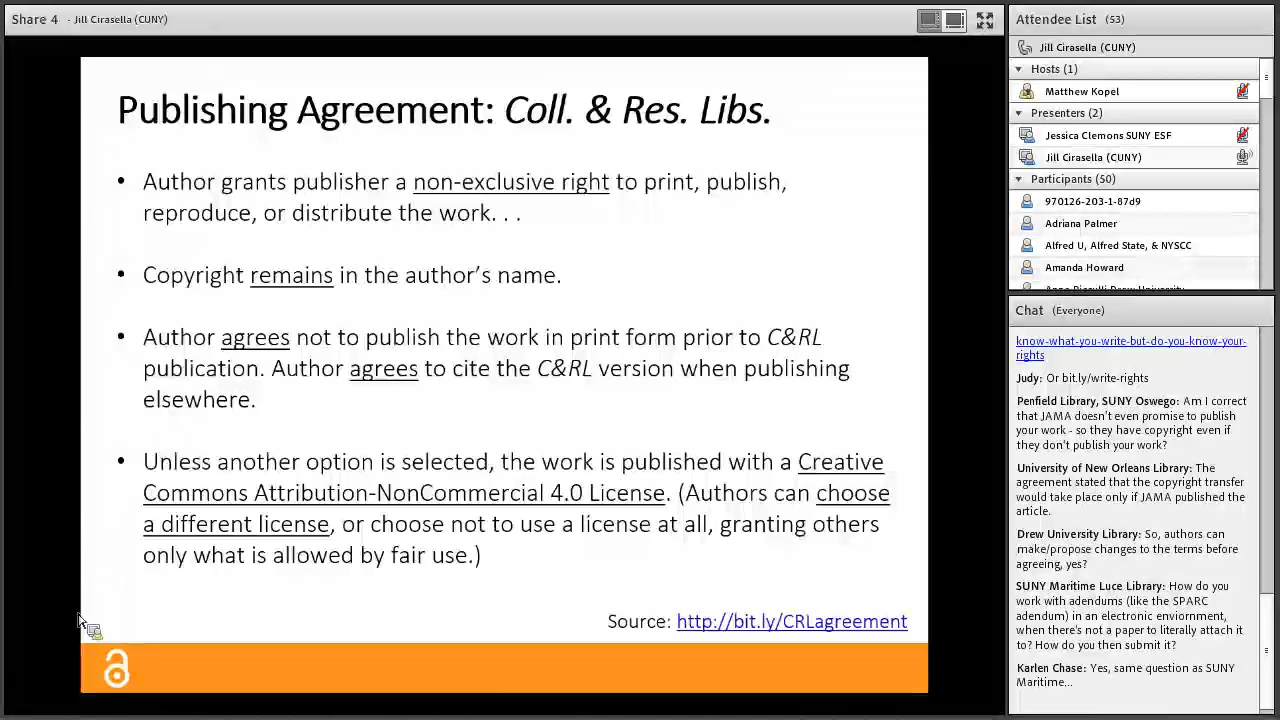 Share 4 - Jill Cirasella (CUNY)
Publishing Agreement: Coll. & Res. Libs.
• Author grants publisher a non-exclusive right to print, publish,
reproduce, or distribute the work. . .
• Copyright remains in the author's name.
• Author agrees not to publish the work in print form prior to C&RL
publication. Author agrees to cite the C&RL version when publishing
elsewhere.
• Unless another option is selected, the work is published with a Creative
Commons Attribution-NonCommercial 4.0 License. (Authors can choose
a different license, or choose not to use a license at all, granting others
only what is allowed by fair use.)
Source: http://bit.ly/CRLagreement
Attendee List (53)
Jill Cirasella (CUNY)
Hosts (1)
Matthew Kopel
Presenters (2)
Jessica Clemons SUNY ESF
Jill Cirasella (CUNY)
Participants (50)
970126-203-1-87d9
Adriana Palmer
Alfred U, Alfred State, & NYSCC
Amanda Howard
Chat (Everyone)
know-what-you-write-but-do-you-know-your-
rights
Judy: Or bit.ly/write-rights
Penfield Library, SUNY Oswego: Am I correct
that JAMA doesn't even promise to publish
your work - so they have copyright even if
they don't publish your work?
University of New Orleans Library: The
agreement stated that the copyright transfer
would take place only if JAMA published the
article.
Drew University Library: So, authors can
make/propose changes to the terms before
agreeing, yes?
SUNY Maritime Luce Library: How do you
work with adendums (like the SPARC
adendum) in an electronic enviornment,
when there's not a paper to literally attach it
to? How do you then submit it?
Karlen Chase: Yes, same question as SUNY
Maritime...